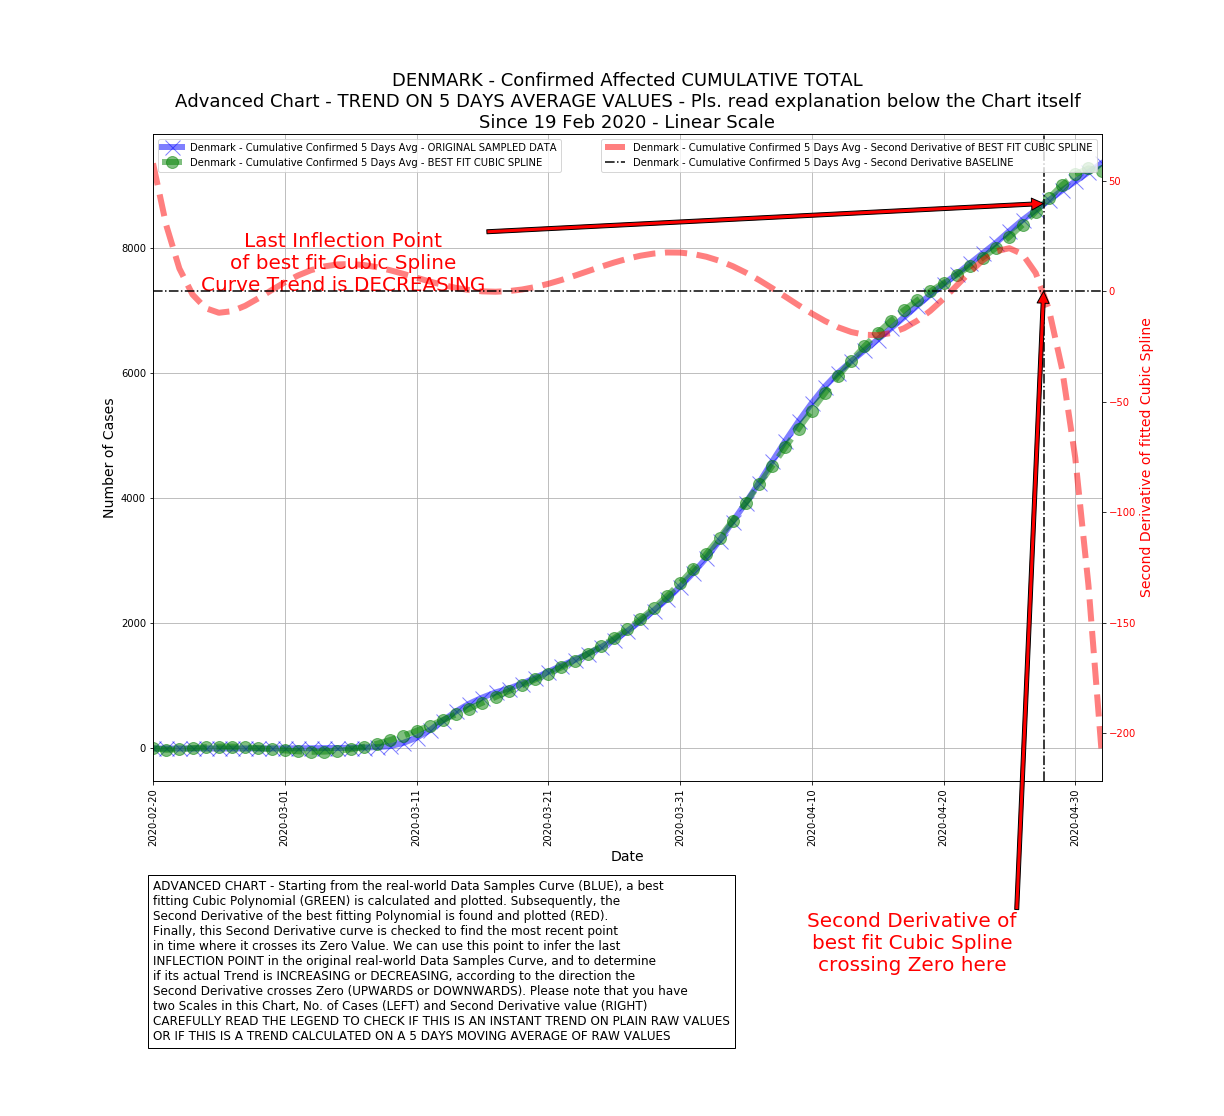 DENMARK - Confirmed Affected CUMULATIVE TOTAL
Advanced Chart - TREND ON 5 DAYS AVERAGE VALUES - Pls. read explanation below the Chart itself
Since 19 Feb 2020 - Linear Scale
Denmark - Cumulative Confirmed 5 Days Avg - ORIGINAL SAMPLED DATA
Denmark - Cumulative Confirmed 5 Days Avg - BEST FIT CUBIC SPLINE
Denmark - Cumulative Confirmed 5 Days Avg - Second Derivative of BEST FIT CUBIC SPLINE
Denmark - Cumulative Confirmed 5 Days Avg - Second Derivative BASELINE
Last Inflection Point
of best fit Cubic Spline
Curve Trend is DECREASING
Number of Cases
8000
6000
4000
2000
0
50
0
−50
−100
−150
−200
Second Derivative of fitted Cubic Spline
2020-02-20
2020-03-01
2020-03-11
2020-03-21
2020-03-31
2020-04-10
2020-04-20
2020-04-30
Date
Second Derivative of
best fit Cubic Spline
crossing Zero here
ADVANCED CHART - Starting from the real-world Data Samples Curve (BLUE), a best
fitting Cubic Polynomial (GREEN) is calculated and plotted. Subsequently, the
Second Derivative of the best fitting Polynomial is found and plotted (RED).
Finally, this Second Derivative curve is checked to find the most recent point
in time where it crosses its Zero Value. We can use this point to infer the last
INFLECTION POINT in the original real-world Data Samples Curve, and to determine
if its actual Trend is INCREASING or DECREASING, according to the direction the
Second Derivative crosses Zero (UPWARDS or DOWNWARDS). Please note that you have
two Scales in this Chart, No. of Cases (LEFT) and Second Derivative value (RIGHT)
CAREFULLY READ THE LEGEND TO CHECK IF THIS IS AN INSTANT TREND ON PLAIN RAW VALUES
OR IF THIS IS A TREND CALCULATED ON A 5 DAYS MOVING AVERAGE OF RAW VALUES